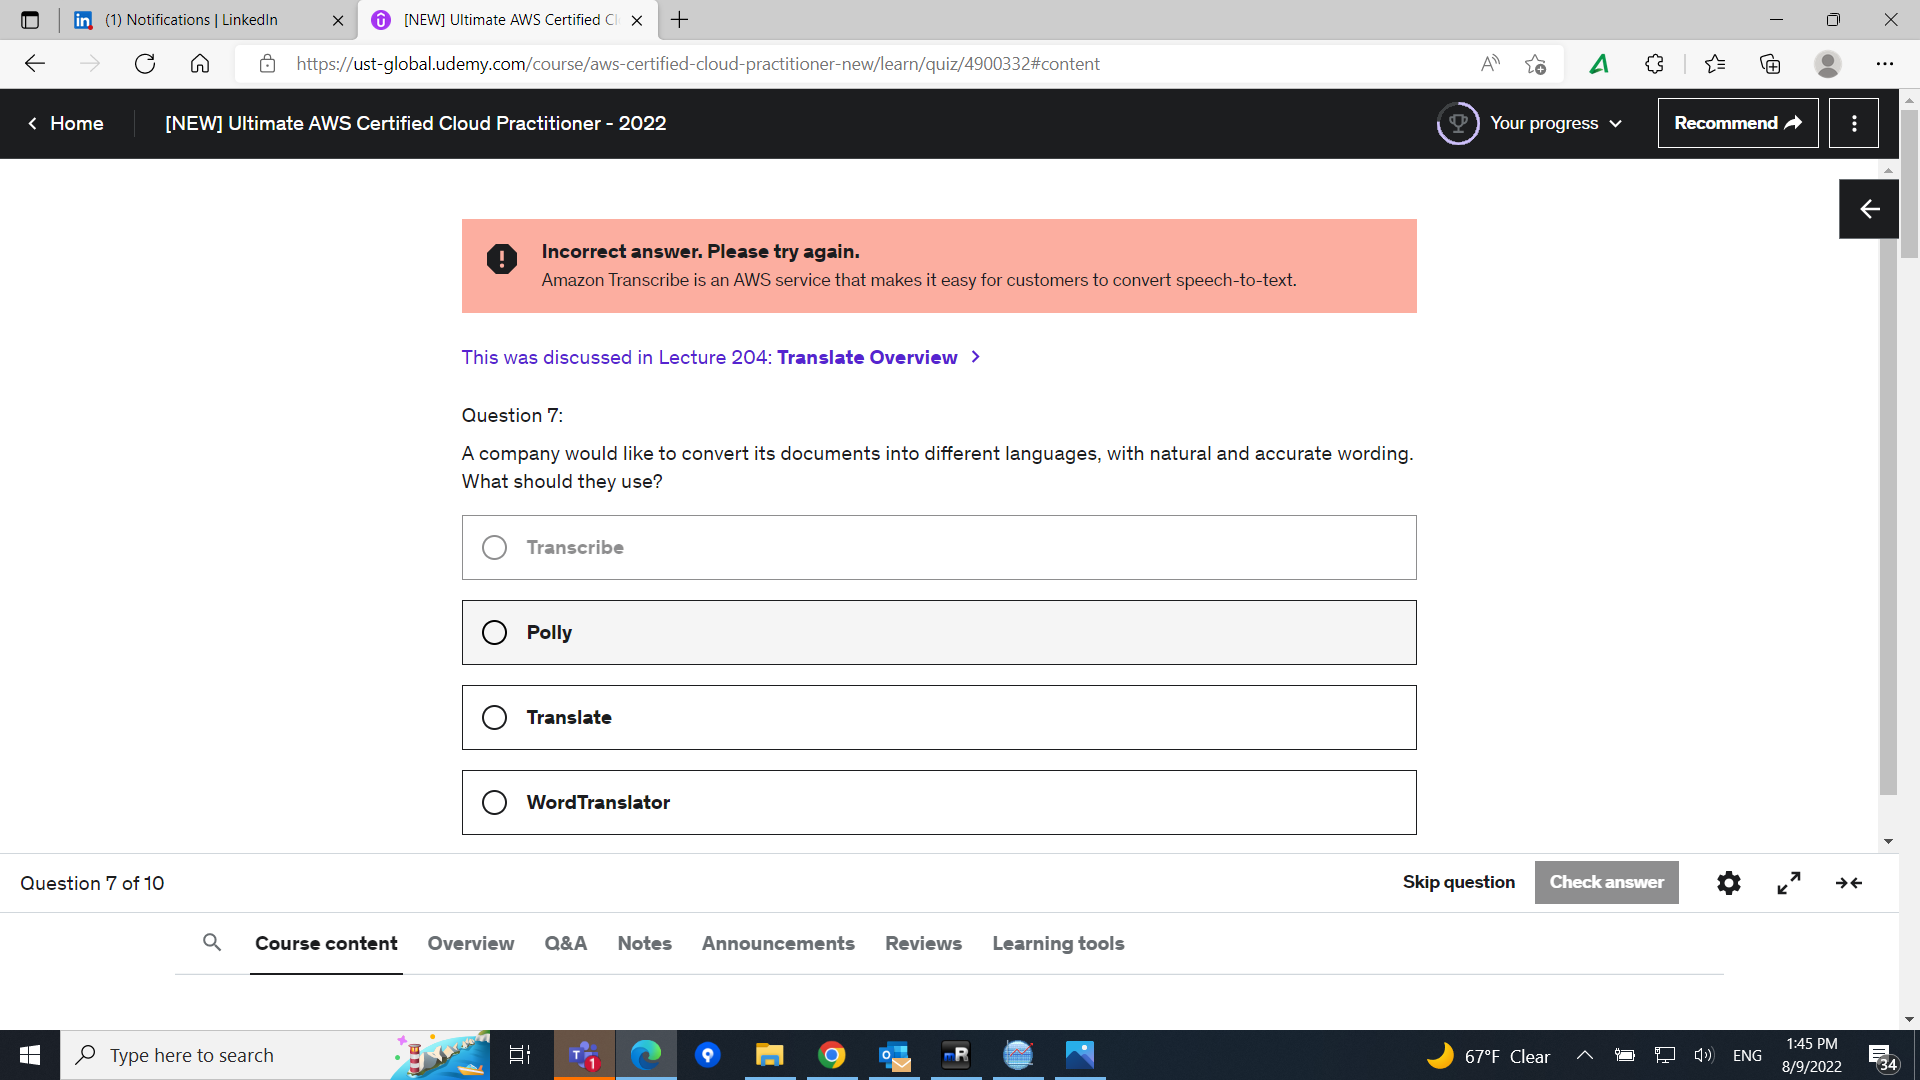 (1) Notifications | LinkedIn
[NEW] Ultimate AWS Certified Cl
https://ust-global.udemy.com/course/aws-certified-cloud-practitioner-new/learn/quiz/4900332#content
Home
[NEW] Ultimate AWS Certified Cloud Practitioner - 2022
Your progress
Recommend
Incorrect answer. Please try again.
Amazon Transcribe is an AWS service that makes it easy for customers to convert speech-to-text.
This was discussed in Lecture 204: Translate Overview
Question 7:
A company would like to convert its documents into different languages, with natural and accurate wording.
What should they use?
Transcribe
Polly
Translate
WordTranslator
Question 7 of 10
Skip question
Check answer
Course content
Overview
Q&A
Notes
Announcements
Reviews
Learning tools
Type here to search
1
67°F Clear
ENG
1:45 PM
8/9/2022
34